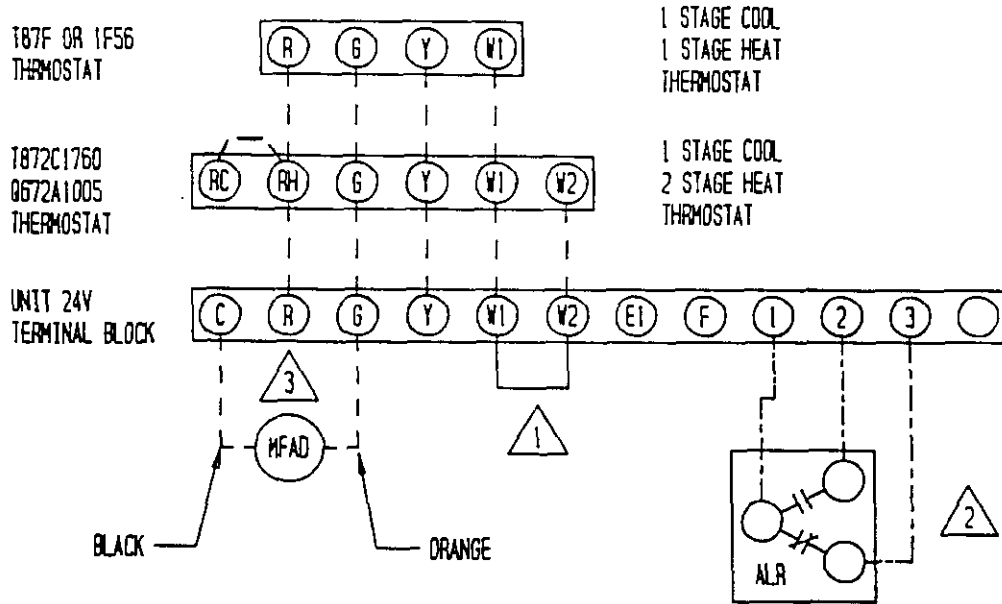 T87F OR 1F56
THRMOSTAT
R G Y W1
1 STAGE COOL
1 STAGE HEAT
THERMOSTAT
T872C1760
Q672A1005
THERMOSTAT
RC RH G Y W1 W2
1 STAGE COOL
2 STAGE HEAT
THRMOSTAT
UNIT 24V
TERMINAL BLOCK
C R G Y W1 W2 E1 F 1 2 3
3
MFAD
1
2
BLACK
ORANGE
ALR